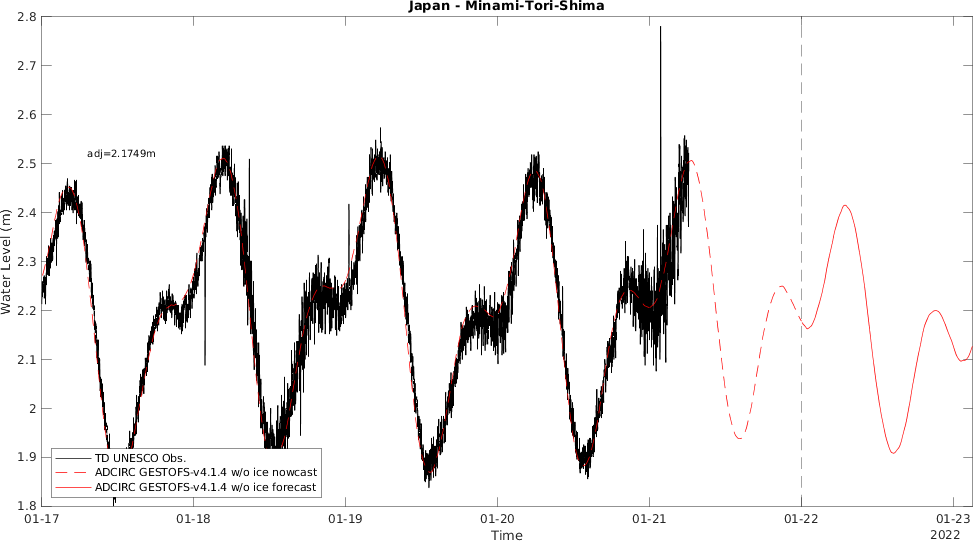 Japan - Minami-Tori-Shima
2.8
2.7
2.6
2.5
2.4
2.3
2.2
2.1
2
1.9
1.8
Water Level (m)
adj=2.1749m
TD UNESCO Obs.
ADCIRC GESTOFS-v4.1.4 w/o ice nowcast
ADCIRC GESTOFS-v4.1.4 w/o ice forecast
01-17
01-18
01-19
01-20
01-21
01-22
01-23
Time
2022